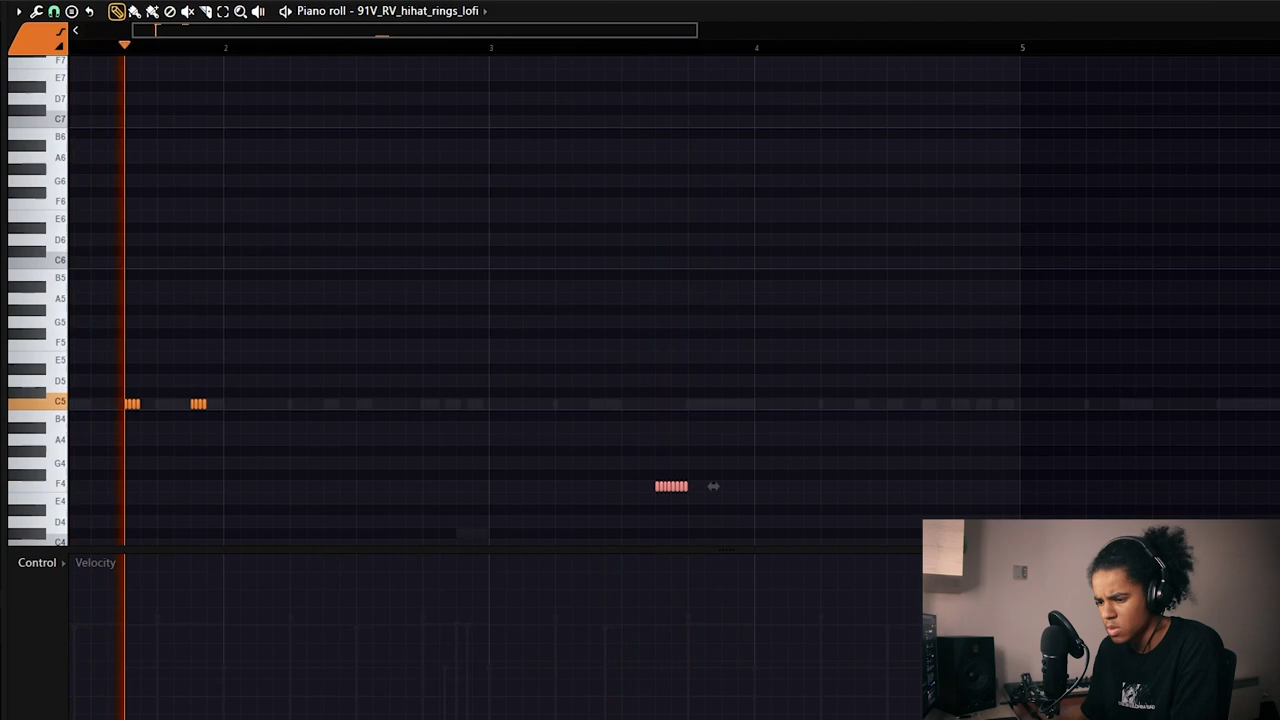 Piano roll - 91V_RV_hihat_rings_lofi
2 3 4 5
F7
E7
D7
C7
B6
A6
G6
F6
E6
D6
C6
B5
A5
G5
F5
E5
D5
C5
B4
A4
G4
F4
E4
D4
C4
Control Velocity